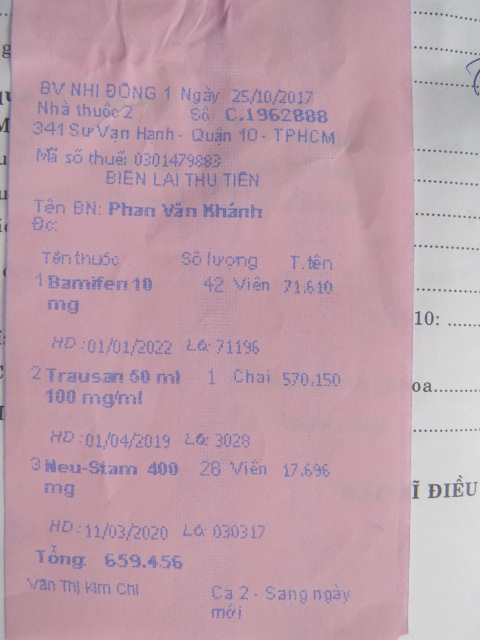 BV NHI ĐỒNG 1 Ngày 25/10/2017
Nhà thuốc 2 Số C.1962888
341 Sư Vạn Hạnh - Quận 10 - TPHCM
Mã số thuế: 0301479883
BIÊN LAI THU TIỀN
Tên BN: Phan Văn Khánh
Đc:
Tên thuốc Số lượng T.tiền
1 Bamifen 10 mg 42 Viên 71.610
HD :01/01/2022 Lô: 71196
2 Trausan 50 ml 100 mg/ml 1 Chai 570.150
HD :01/04/2019 Lô: 3028
3 Neu-Stam 400 mg 28 Viên 17.696
HD : 11/03/2020 Lô: 030317
Tổng: 659.456
Văn Thị Kim Chi Ca 2 - Sang ngày mới
10:
oa
SĨ ĐIỀU